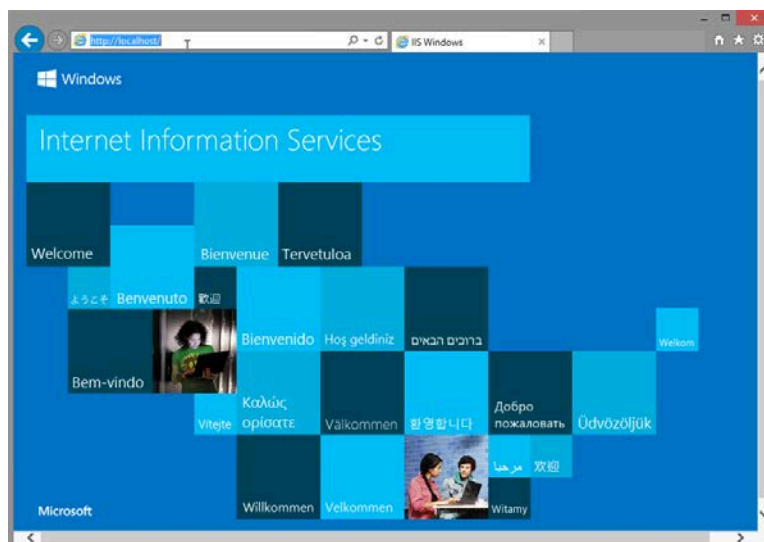 http://localhost/
IIS Windows
Windows
Internet Information Services
Welcome
Bienvenue
Tervetuloa
ようこそ
Benvenuto
歡迎
Bienvenido
Hoş geldiniz
ברוכים הבאים
Welkom
Bem-vindo
Vítejte
Καλώς
ορίσατε
Välkommen
환영합니다
Добро
пожаловать
Üdvözöljük
Microsoft
Willkommen
Velkommen
مرحبا
欢迎
Witamy